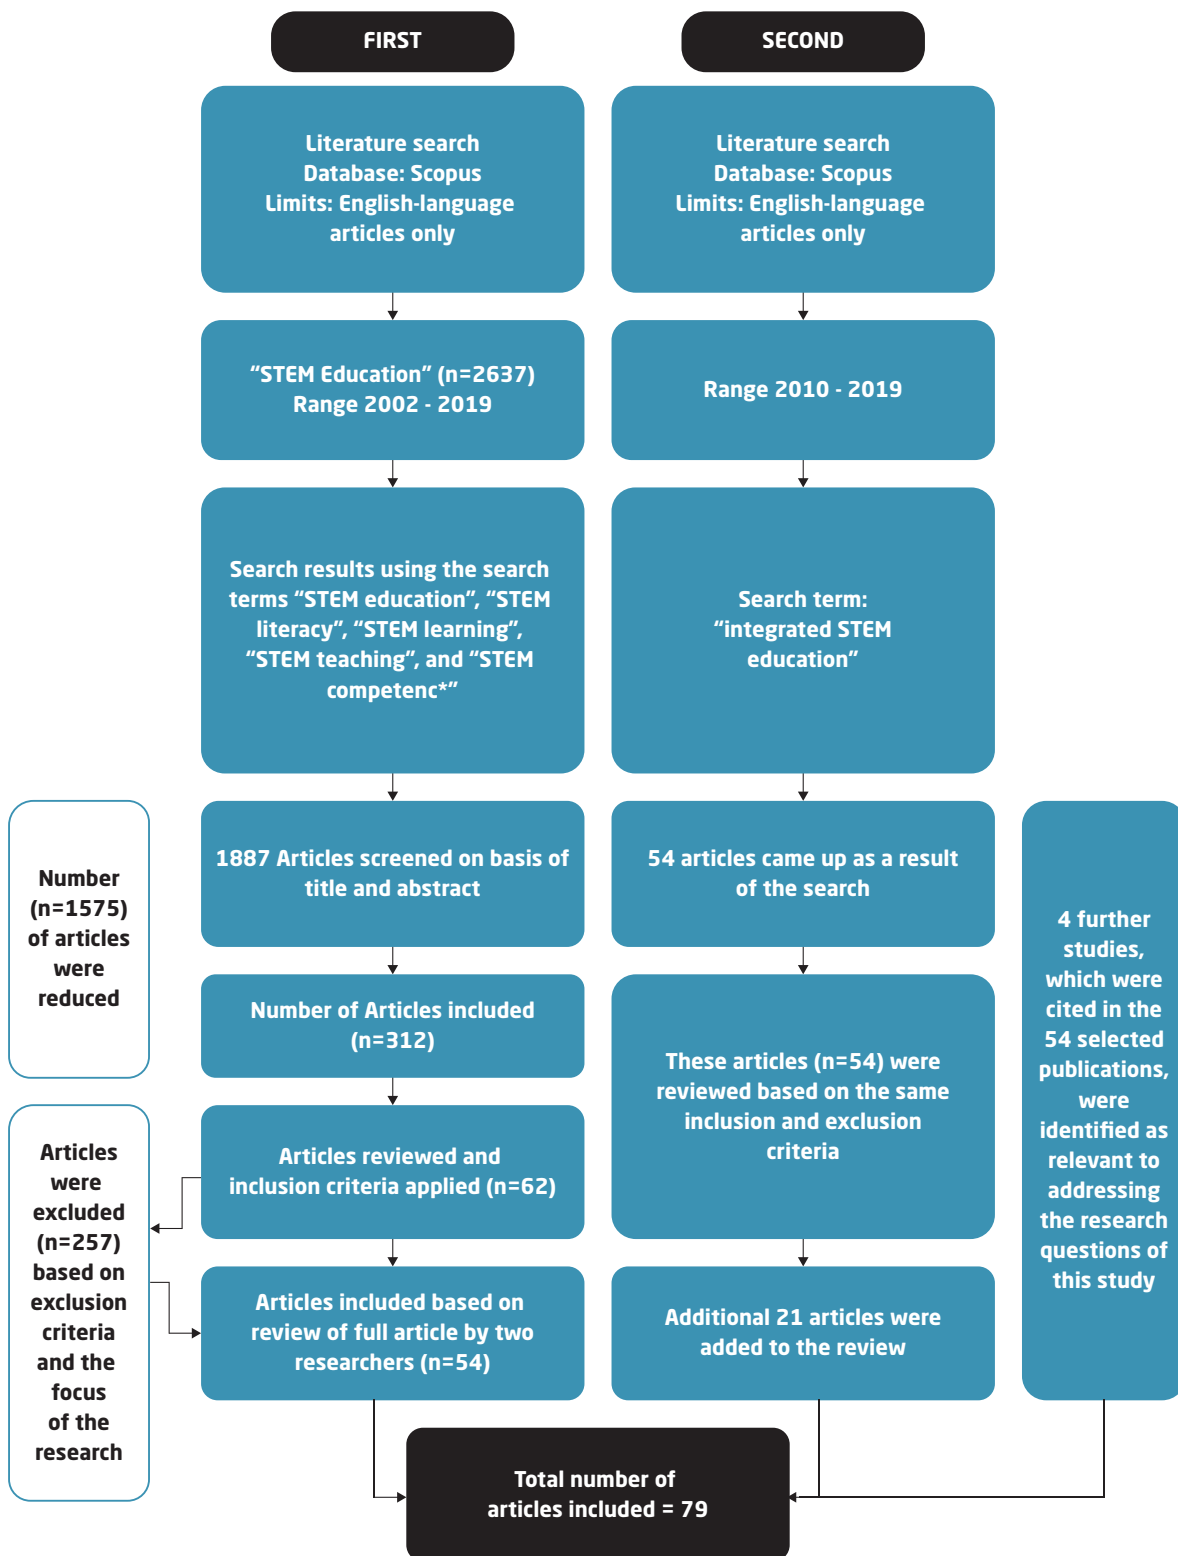 FIRST
SECOND
Literature search
Database: Scopus
Limits: English-language
articles only
Literature search
Database: Scopus
Limits: English-language
articles only
“STEM Education” (n=2637)
Range 2002 - 2019
Range 2010 - 2019
Search results using the search
terms “STEM education”, “STEM
literacy”, “STEM learning”,
“STEM teaching”, and “STEM
competenc*”
Search term:
“integrated STEM
education”
Number
(n=1575)
of articles
were
reduced
1887 Articles screened on basis of
title and abstract
54 articles came up as a result
of the search
4 further
studies,
which were
cited in the
54 selected
publications,
were
identified as
relevant to
addressing
the research
questions of
this study
Number of Articles included
(n=312)
These articles (n=54) were
reviewed based on the same
inclusion and exclusion
criteria
Articles
were
excluded
(n=257)
based on
exclusion
criteria
and the
focus
of the
research
Articles reviewed and
inclusion criteria applied (n=62)
Articles included based on
review of full article by two
researchers (n=54)
Additional 21 articles were
added to the review
Total number of
articles included = 79